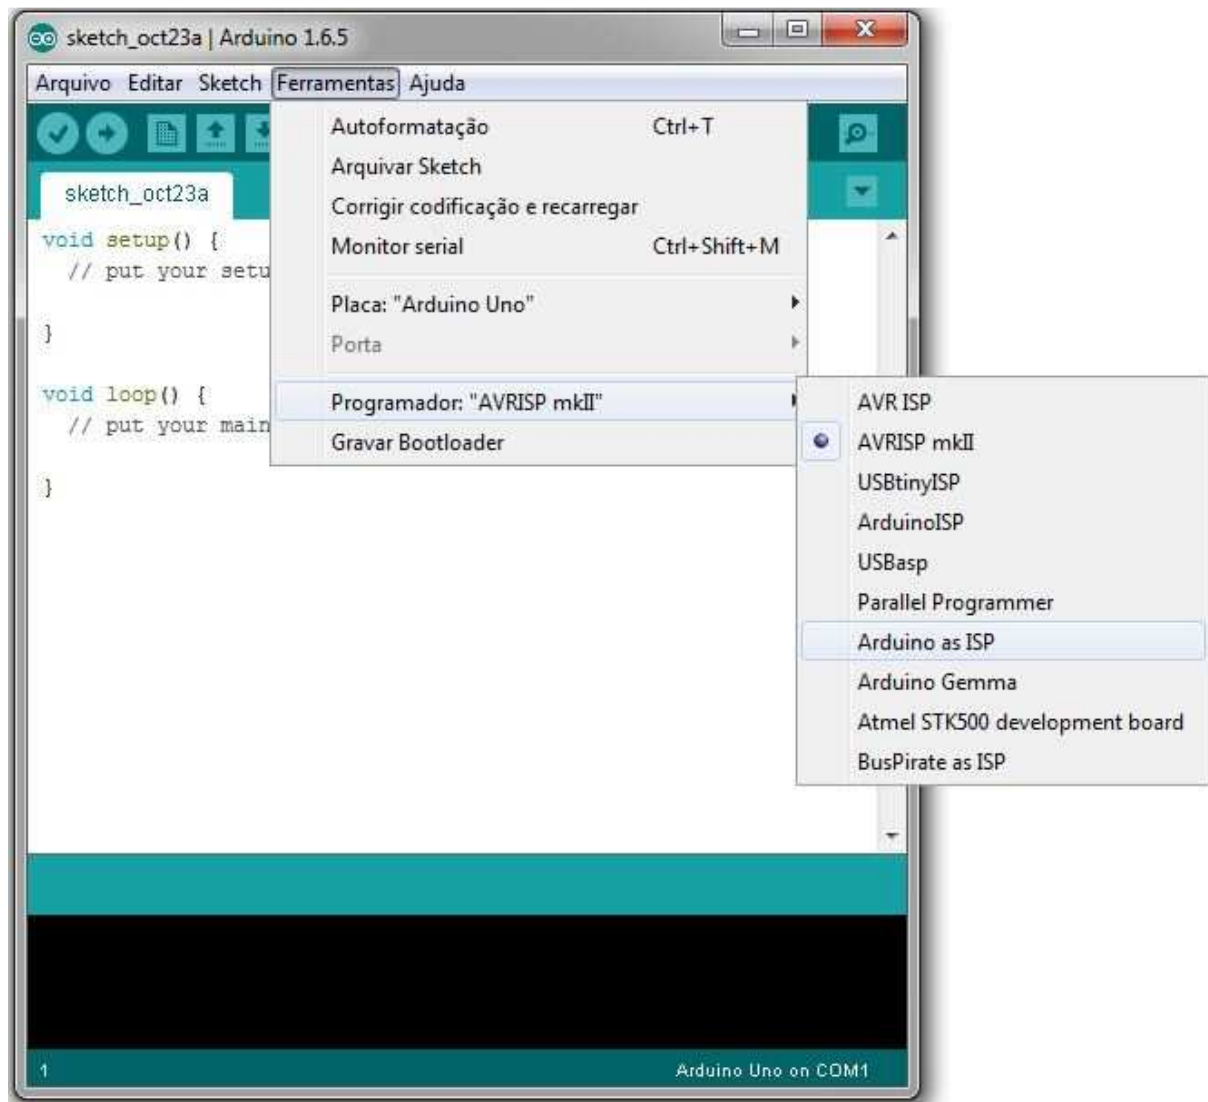 sketch_oct23a | Arduino 1.6.5
Arquivo Editar Sketch Ferramentas Ajuda
Autoformatação Ctrl+T
Arquivar Sketch
Corrigir codificação e recarregar
Monitor serial Ctrl+Shift+M
Placa: "Arduino Uno"
Porta
Programador: "AVRISP mkII"
Gravar Bootloader
AVR ISP
AVRISP mkII
USBtinyISP
ArduinoISP
USBasp
Parallel Programmer
Arduino as ISP
Arduino Gemma
Atmel STK500 development board
BusPirate as ISP
sketch_oct23a
void setup() {
// put your setu
}
void loop() {
// put your main
}
1 Arduino Uno on COM1